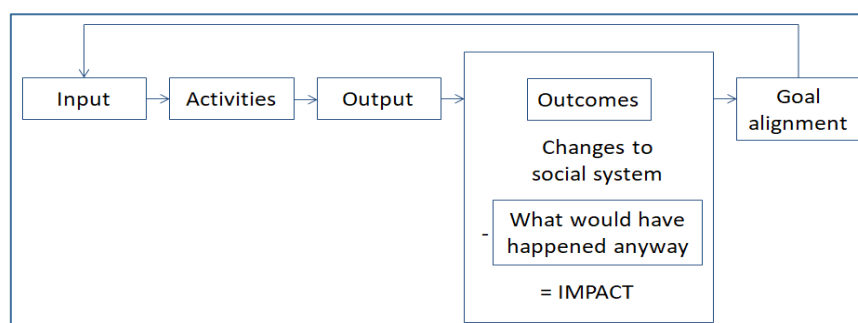 Input
Activities
Output
Outcomes
Changes to
social system
- What would have
happened anyway
= IMPACT
Goal
alignment